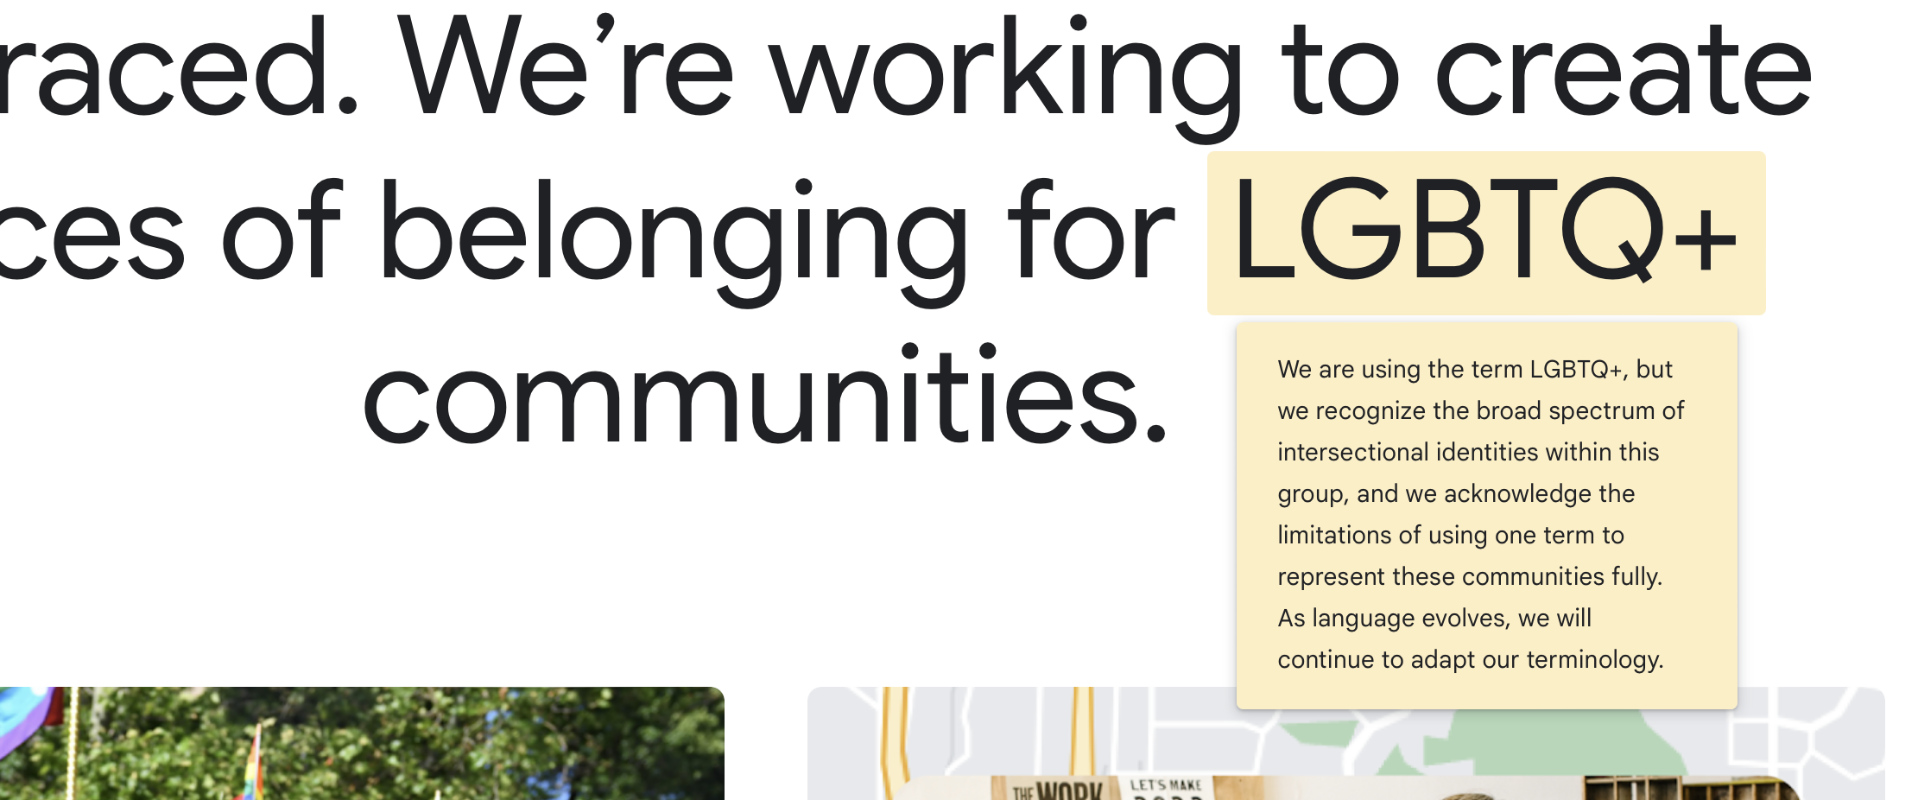 raced. We’re working to create
ces of belonging for LGBTQ+
communities.
We are using the term LGBTQ+, but
we recognize the broad spectrum of
intersectional identities within this
group, and we acknowledge the
limitations of using one term to
represent these communities fully.
As language evolves, we will
continue to adapt our terminology.
THE WORK
LET'S MAKE